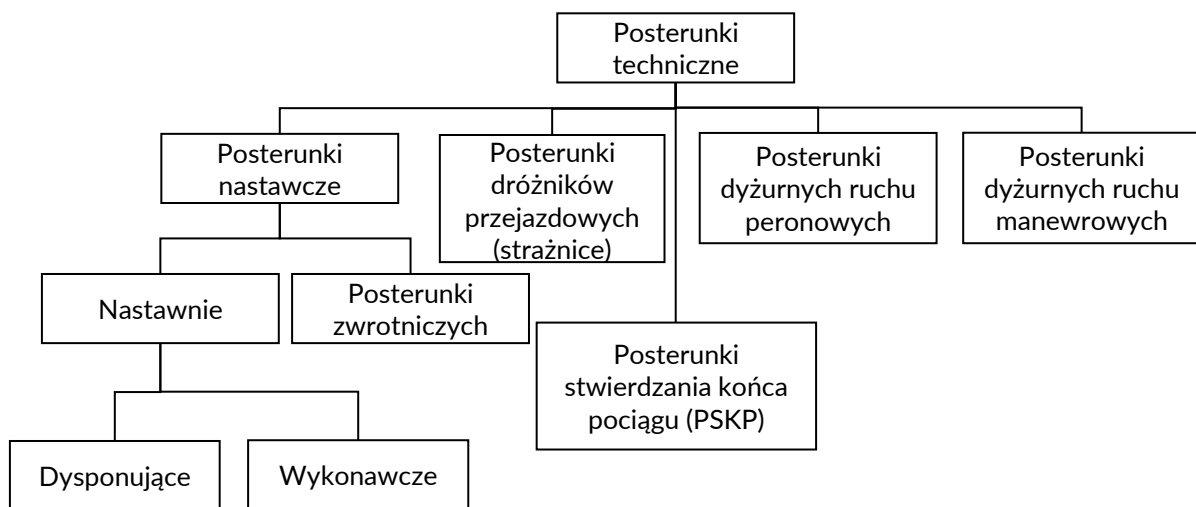 Posterunki
techniczne
Posterunki
nastawcze
Posterunki
dróżników
przejazdowych
(strażnice)
Posterunki
dyżurnych ruchu
peronowych
Posterunki
dyżurnych ruchu
manewrowych
Nastawnie
Posterunki
zwrotniczych
Posterunki
stwierdzania końca
pociągu (PSKP)
Dysponujące
Wykonawcze